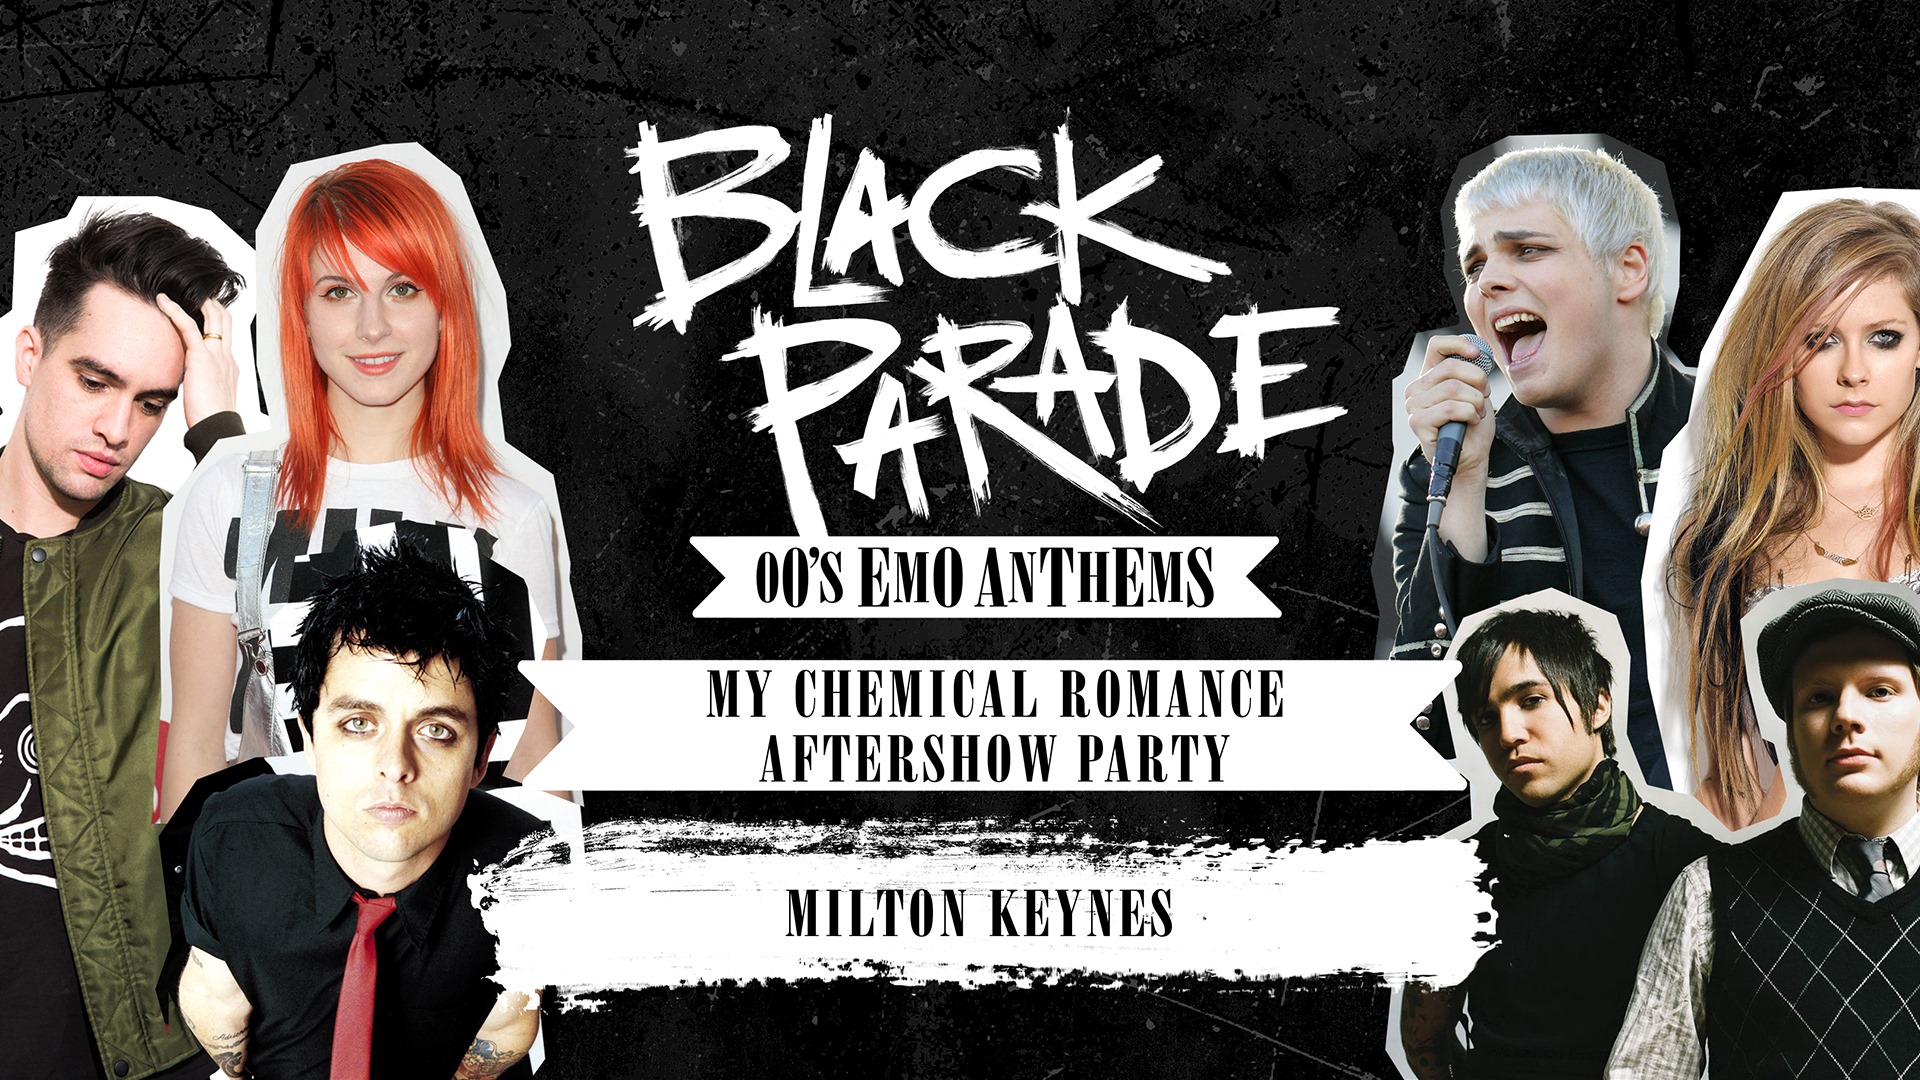 BLACK
PARADE
00'S EMO ANTHEMS
MY CHEMICAL ROMANCE
AFTERSHOW PARTY
MILTON KEYNES